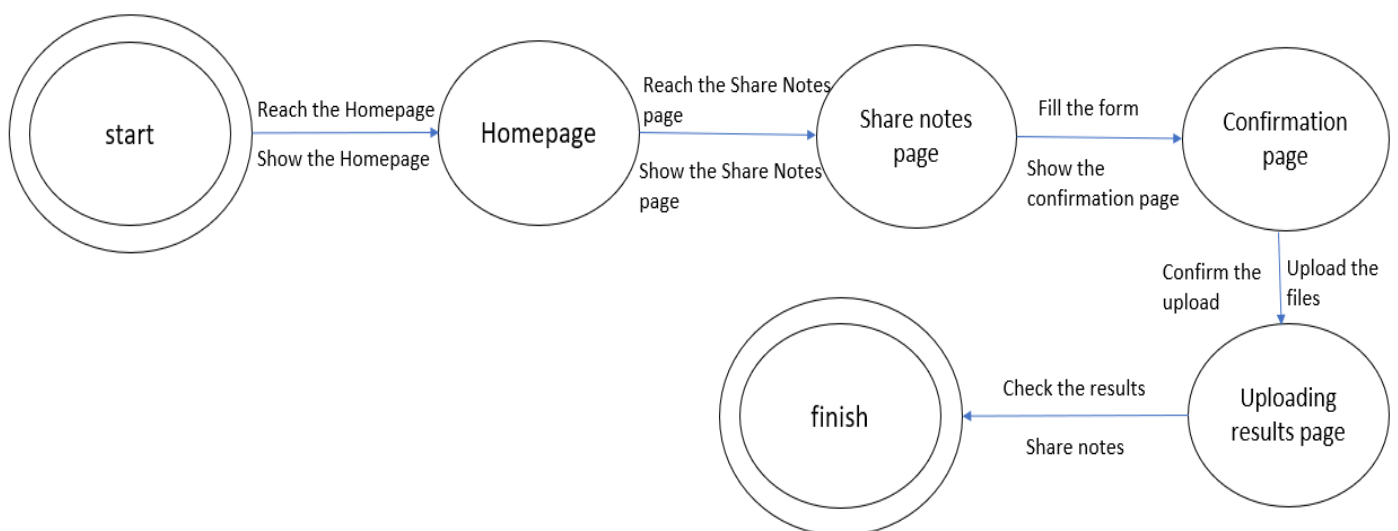 start
Reach the Homepage
Show the Homepage
Homepage
Reach the Share Notes
page
Show the Share Notes
page
Share notes
page
Fill the form
Show the
confirmation page
Confirmation
page
Confirm the
upload
Upload the
files
Uploading
results page
Check the results
Share notes
finish